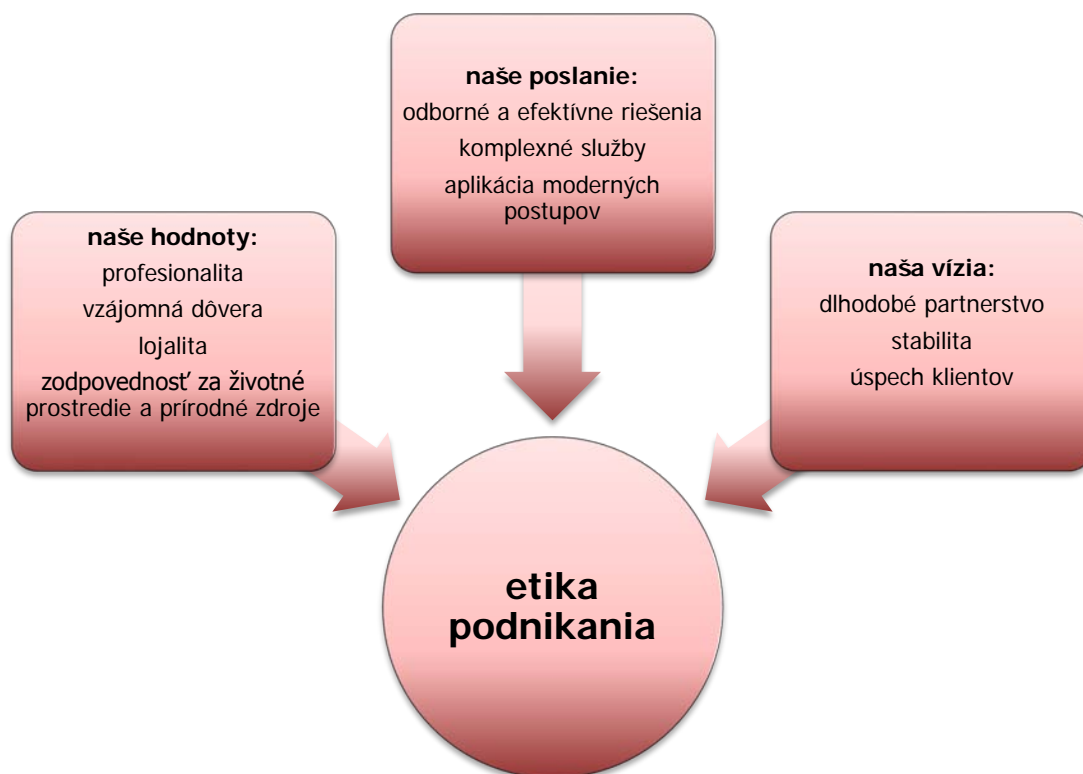 naše poslanie:
odborné a efektívne riešenia
komplexné služby
aplikácia moderných
postupov
naše hodnoty:
profesionalita
vzájomná dôvera
lojalita
zodpovednosť za životné
prostredie a prírodné zdroje
naša vízia:
dlhodobé partnerstvo
stabilita
úspech klientov
etika
podnikania